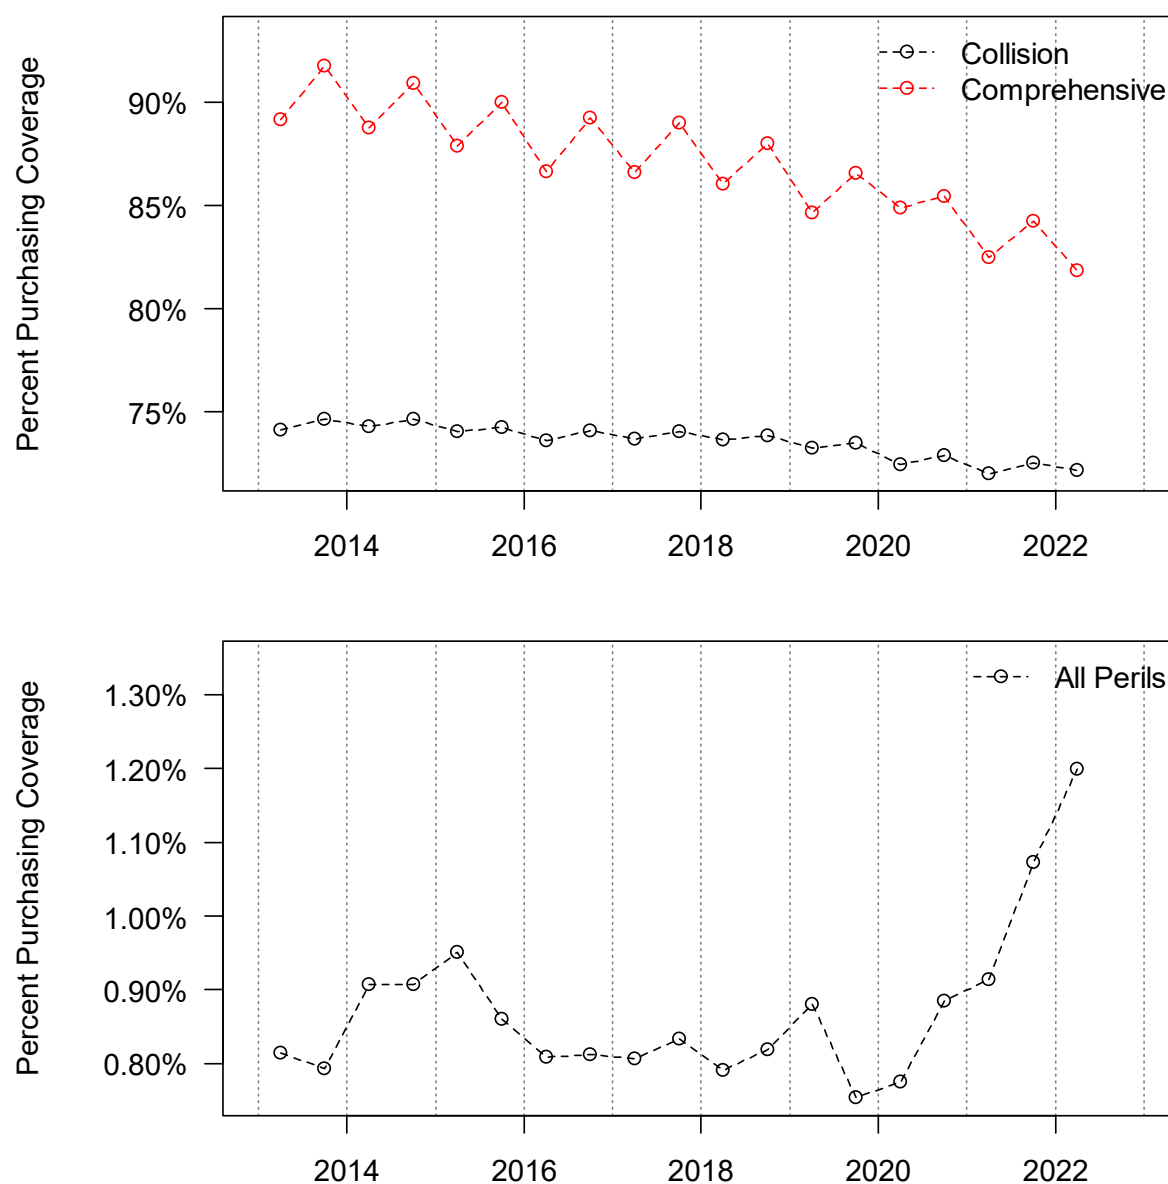 Percent Purchasing Coverage
90%
85%
80%
75%
Collision
Comprehensive
2014 2016 2018 2020 2022
Percent Purchasing Coverage
1.30%
1.20%
1.10%
1.00%
0.90%
0.80%
All Perils
2014 2016 2018 2020 2022